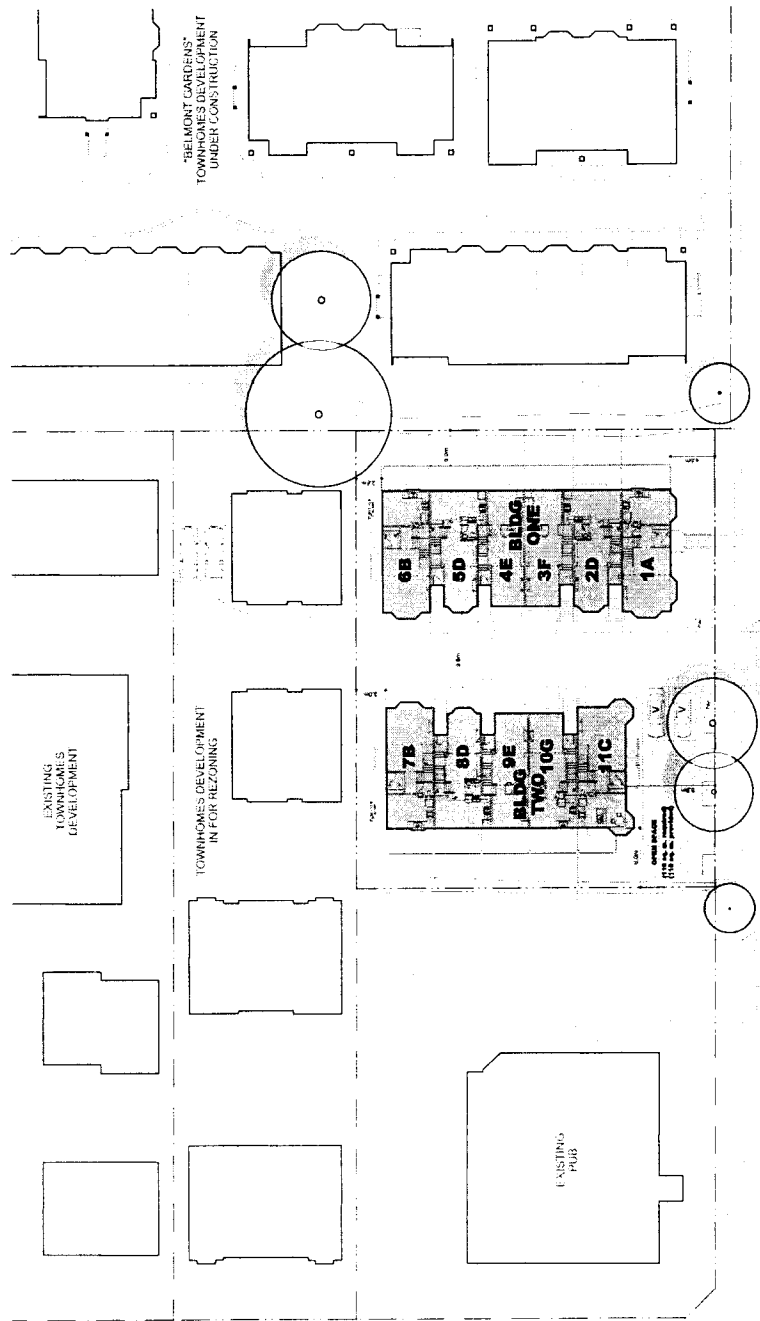 "BELMONT GARDENS"
TOWNHOMES DEVELOPMENT
UNDER CONSTRUCTION
6B
5D
4E
BLDG
ONE
3F
2D
1A
EXISTING
TOWNHOMES
DEVELOPMENT
TOWNHOMES DEVELOPMENT
IN FOR REZONING
7B
8D
9E
BLDG
TWO
10G
11C
V
V
OPEN SPACE
EXISTING
PUB